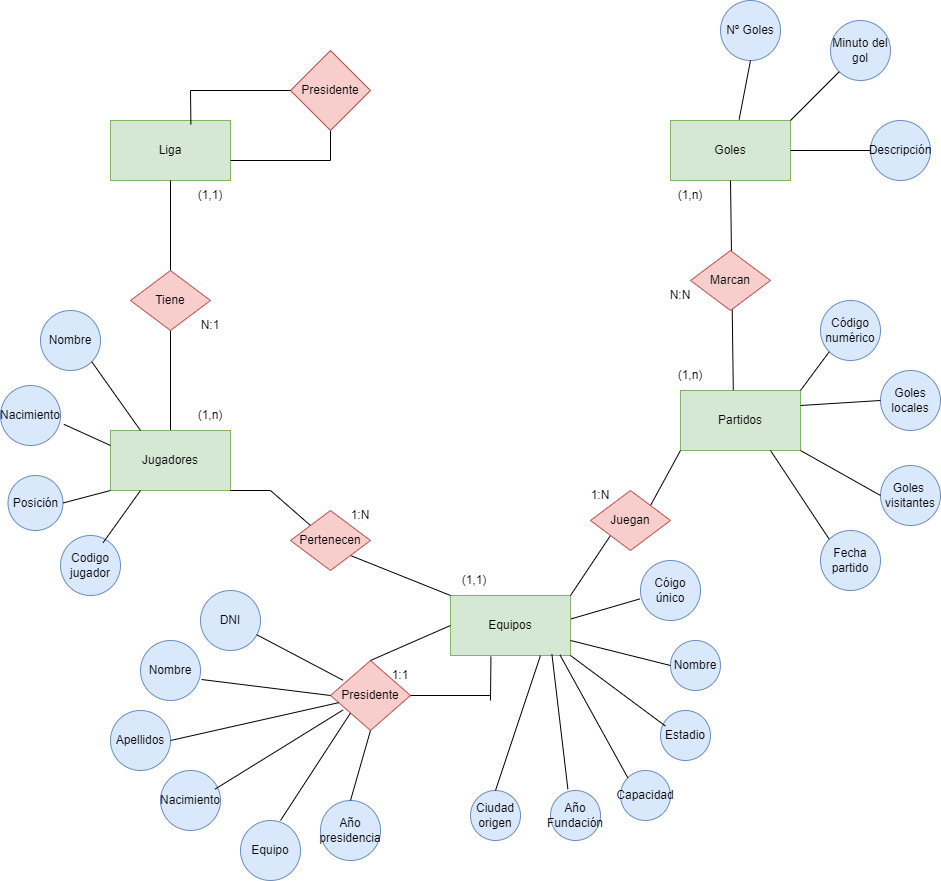 Nº Goles
Minuto del
gol
Presidente
Liga
Goles
Descripción
(1,1)
(1,n)
Marcan
N:N
Tiene
N:1
Código
numérico
Nombre
(1,n)
Goles
locales
Nacimiento
(1,n)
Partidos
Jugadores
Goles
visitantes
Posición
1:N
1:N
Juegan
Pertenecen
Codigo
jugador
Fecha
partido
(1,1)
Cóigo
único
DNI
Equipos
Nombre
Nombre
1:1
Presidente
Apellidos
Estadio
Nacimiento
Capacidad
Ciudad
origen
Año
Fundación
Año
presidencia
Equipo